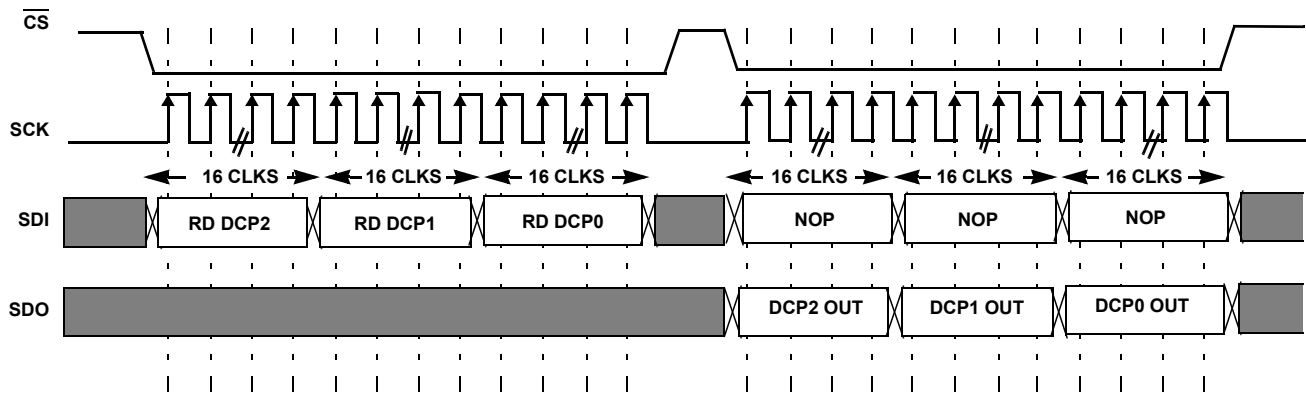 CS
SCK
16 CLKS 16 CLKS 16 CLKS 16 CLKS 16 CLKS 16 CLKS
SDI RD DCP2 RD DCP1 RD DCP0 NOP NOP NOP
SDO DCP2 OUT DCP1 OUT DCP0 OUT